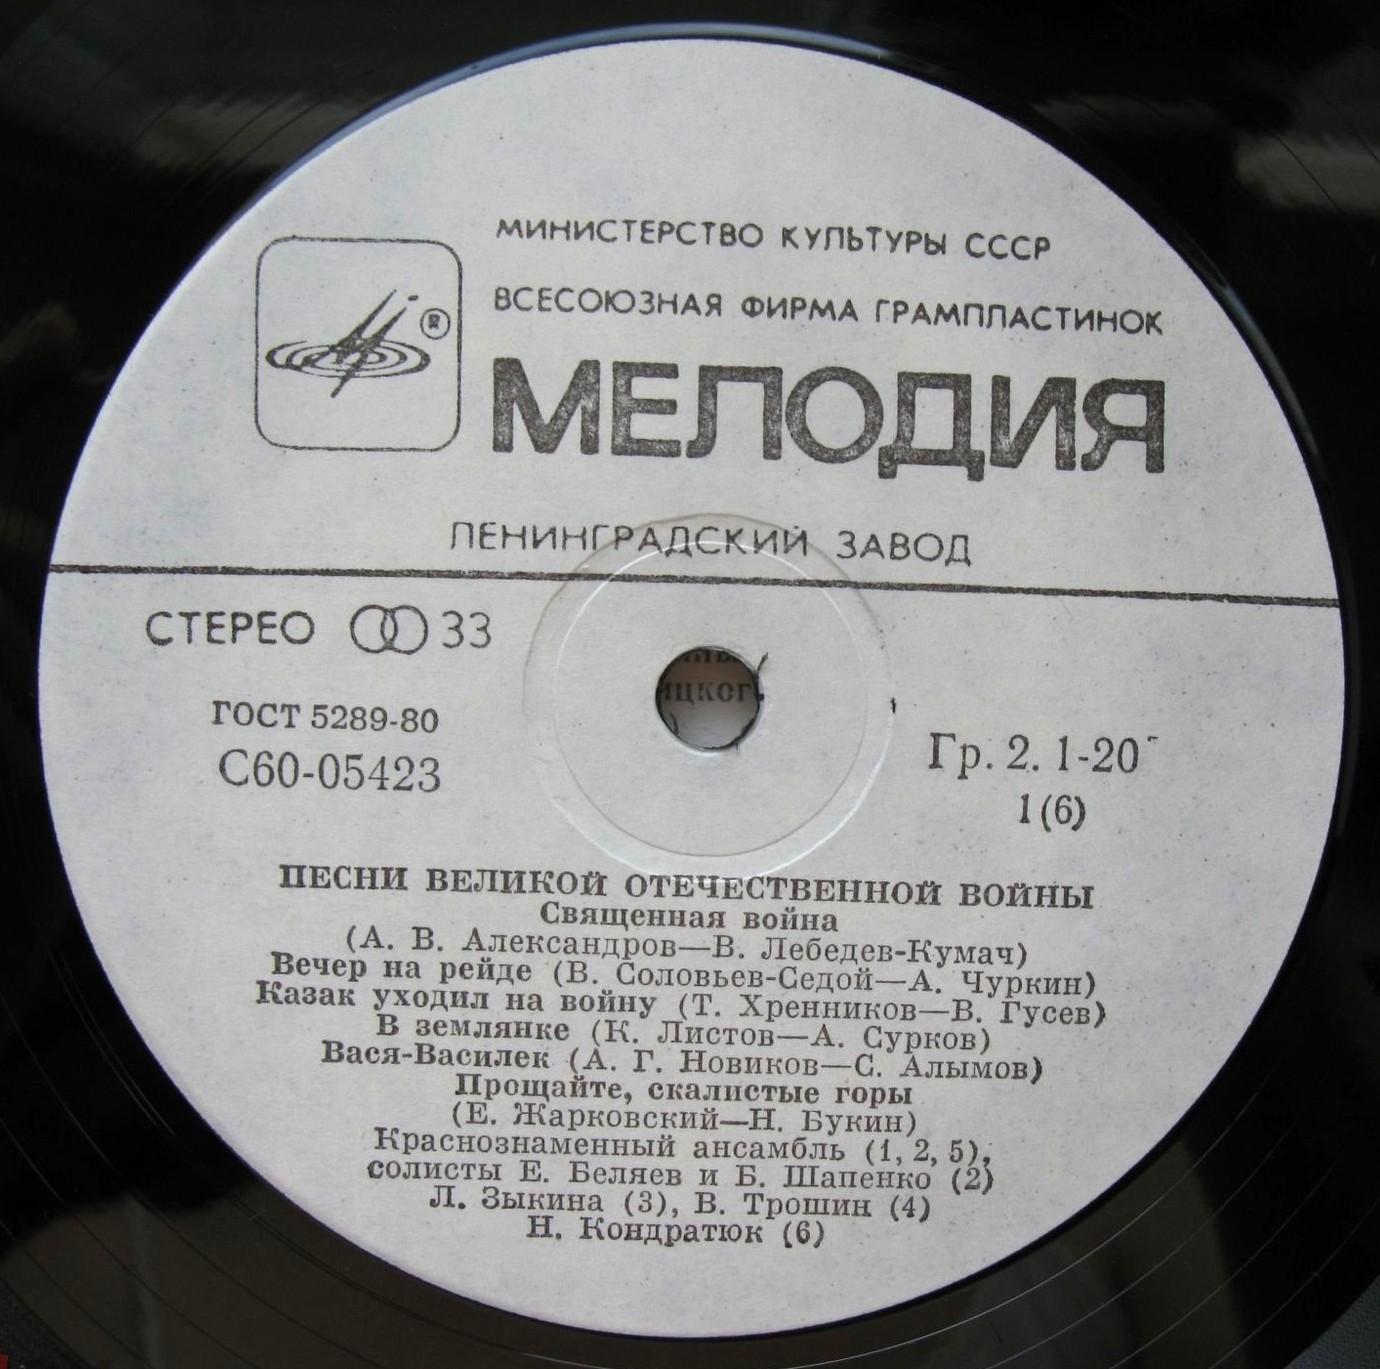 МИНИСТЕРСТВО КУЛЬТУРЫ СССР
ВСЕСОЮЗНАЯ ФИРМА ГРАМПЛАСТИНОК
®
МЕЛОДИЯ
ЛЕНИНГРАДСКИЙ ЗАВОД
СТЕРЕО 33
ГОСТ 5289-80
С60-05423
Гр. 2. 1-20
1 (6)
ПЕСНИ ВЕЛИКОЙ ОТЕЧЕСТВЕННОЙ ВОЙНЫ
Священная война
(А. В. Александров—В. Лебедев-Кумач)
Вечер на рейде (В. Соловьев-Седой—А. Чуркин)
Казак уходил на войну (Т. Хренников—В. Гусев)
В землянке (К. Листов—А. Сурков)
Вася-Василек (А. Г. Новиков—С. Алымов)
Прощайте, скалистые горы
(Е. Жарковский—Н. Букин)
Краснознаменный ансамбль (1, 2, 5),
солисты Е. Беляев и Б. Шапенко (2)
Л. Зыкина (3), В. Трошин (4)
Н. Кондратюк (6)